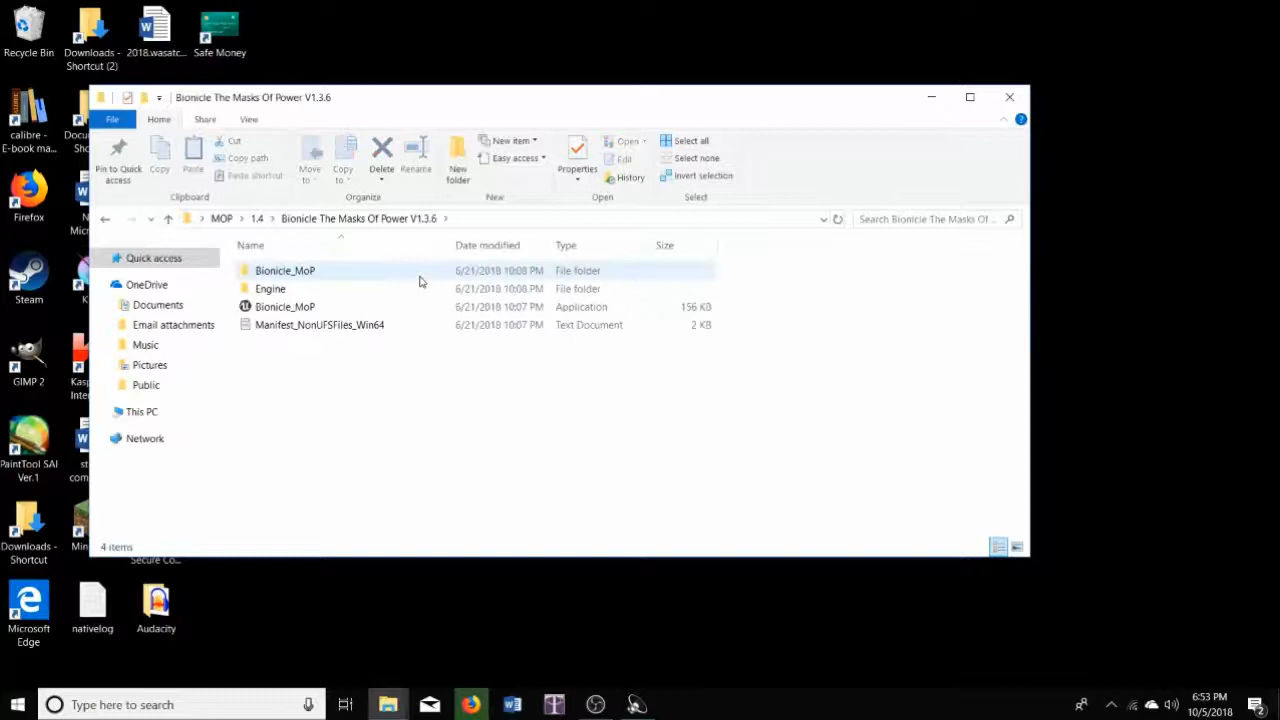 Recycle Bin
Downloads - Shortcut (2)
2018.wasatc...
Safe Money
calibre - E-book ma...
Firefox
Steam
GIMP 2
PaintTool SAI Ver.1
Downloads - Shortcut
Microsoft Edge
nativelog
Audacity
Secure Co...
Bionicle The Masks Of Power V1.3.6
File
Home
Share
View
Pin to Quick access
Copy
Paste
Cut
Copy path
Paste shortcut
Clipboard
Move to
Copy to
Delete
Rename
Organize
New folder
New item
Easy access
New
Properties
Open
Edit
History
Open
Select all
Select none
Invert selection
Select
MOP
1.4
Bionicle The Masks Of Power V1.3.6
Search Bionicle The Masks Of ...
Quick access
OneDrive
Documents
Email attachments
Music
Pictures
Public
This PC
Network
Name Date modified Type Size
Bionicle_MoP 6/21/2018 10:08 PM File folder
Engine 6/21/2018 10:08 PM File folder
Bionicle_MoP 6/21/2018 10:07 PM Application 156 KB
Manifest_NonUFSFiles_Win64 6/21/2018 10:07 PM Text Document 2 KB
4 items
Type here to search
6:53 PM
10/5/2018
2